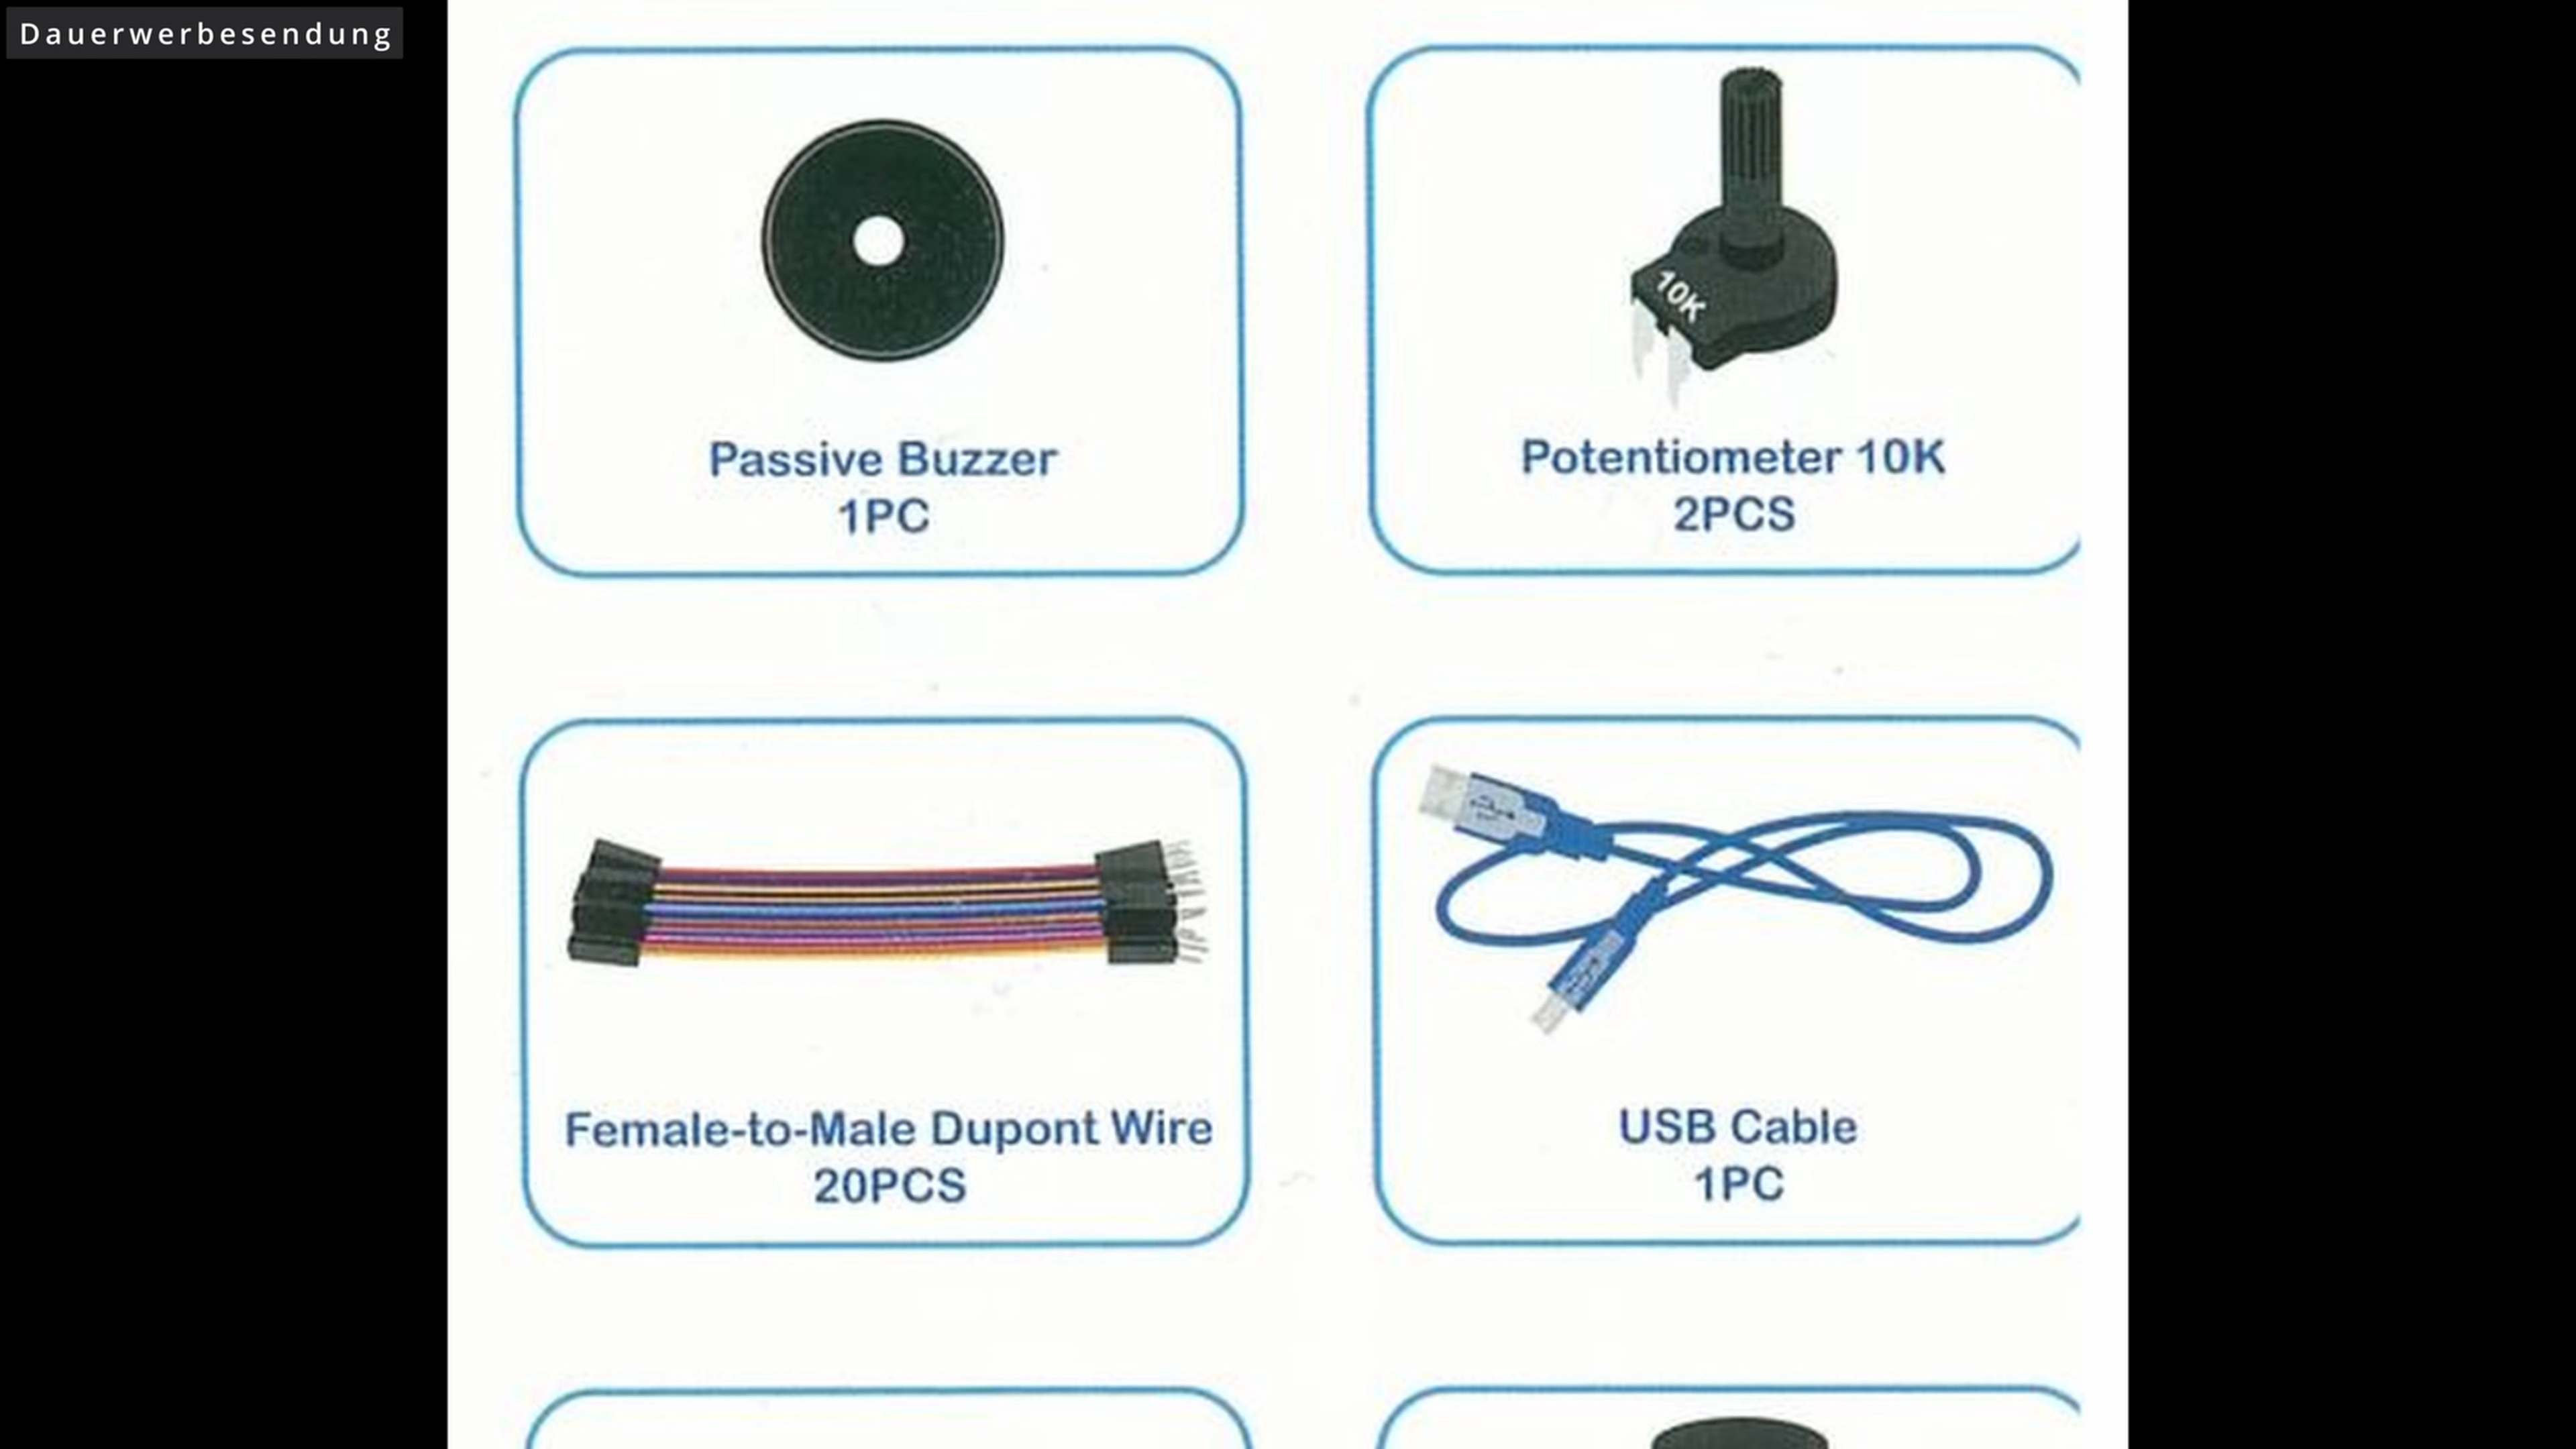 Dauerwerbesendung
10K
Passive Buzzer
1PC
Potentiometer 10K
2PCS
Female-to-Male Dupont Wire
20PCS
USB Cable
1PC